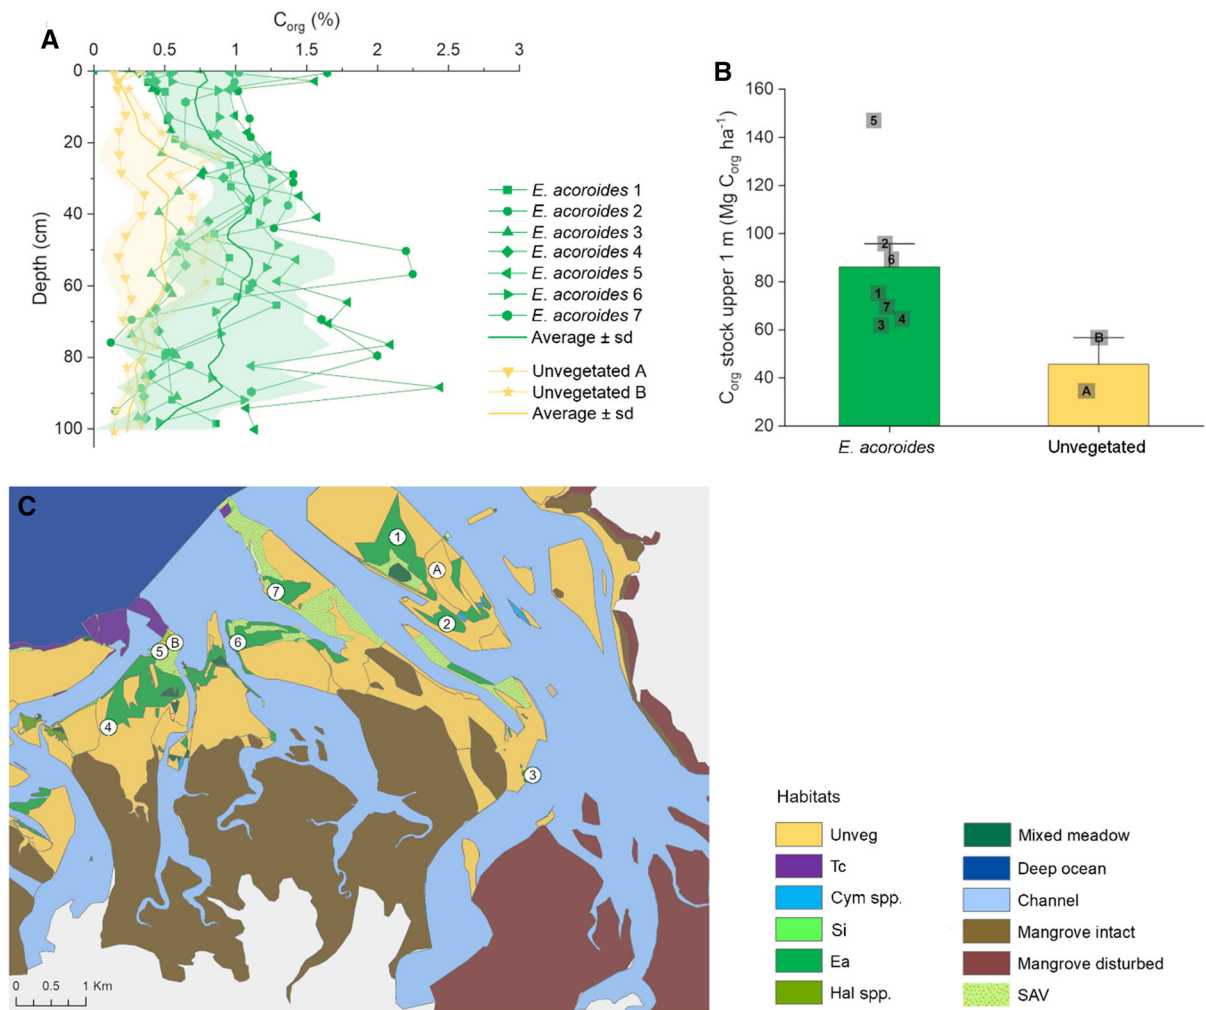 A
C_org (%)
0 0.5 1 1.5 2 2.5 3
Depth (cm)
0
20
40
60
80
100
E. acoroides 1
E. acoroides 2
E. acoroides 3
E. acoroides 4
E. acoroides 5
E. acoroides 6
E. acoroides 7
Average ± sd
Unvegetated A
Unvegetated B
Average ± sd
B
C_org stock upper 1 m (Mg C_org ha⁻¹)
160
140
120
100
80
60
40
20
5
2
6
1
7
4
3
B
A
E. acoroides Unvegetated
C
1
A
7
2
B
5
6
4
3
0 0.5 1 Km
Habitats
Unveg
Tc
Cym spp.
Si
Ea
Hal spp.
Mixed meadow
Deep ocean
Channel
Mangrove intact
Mangrove disturbed
SAV